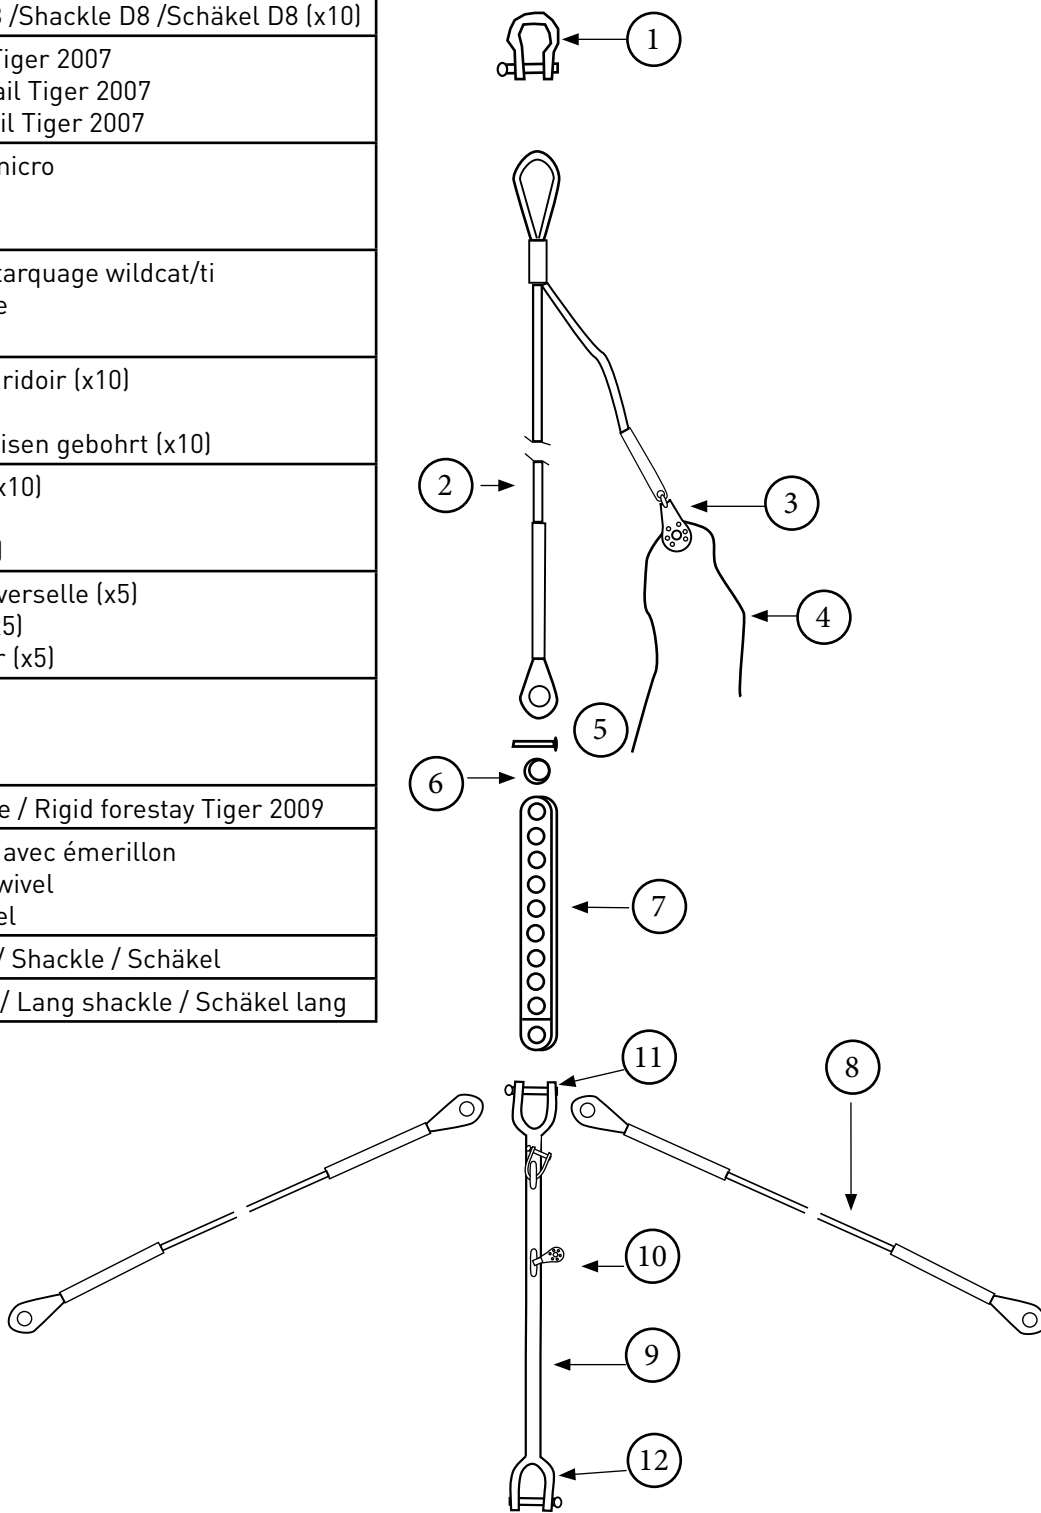 /Shackle D8 /Schäkel D8 (x10)
Tiger 2007
ail Tiger 2007
il Tiger 2007
micro
tarquage wildcat/ti
e
ridoir (x10)
isen gebohrt (x10)
x10)
)
verselle (x5)
x5)
r (x5)
e / Rigid forestay Tiger 2009
avec émerillon
wivel
el
/ Shackle / Schäkel
/ Lang shackle / Schäkel lang
1
2
3
4
5
6
7
11
8
10
9
12